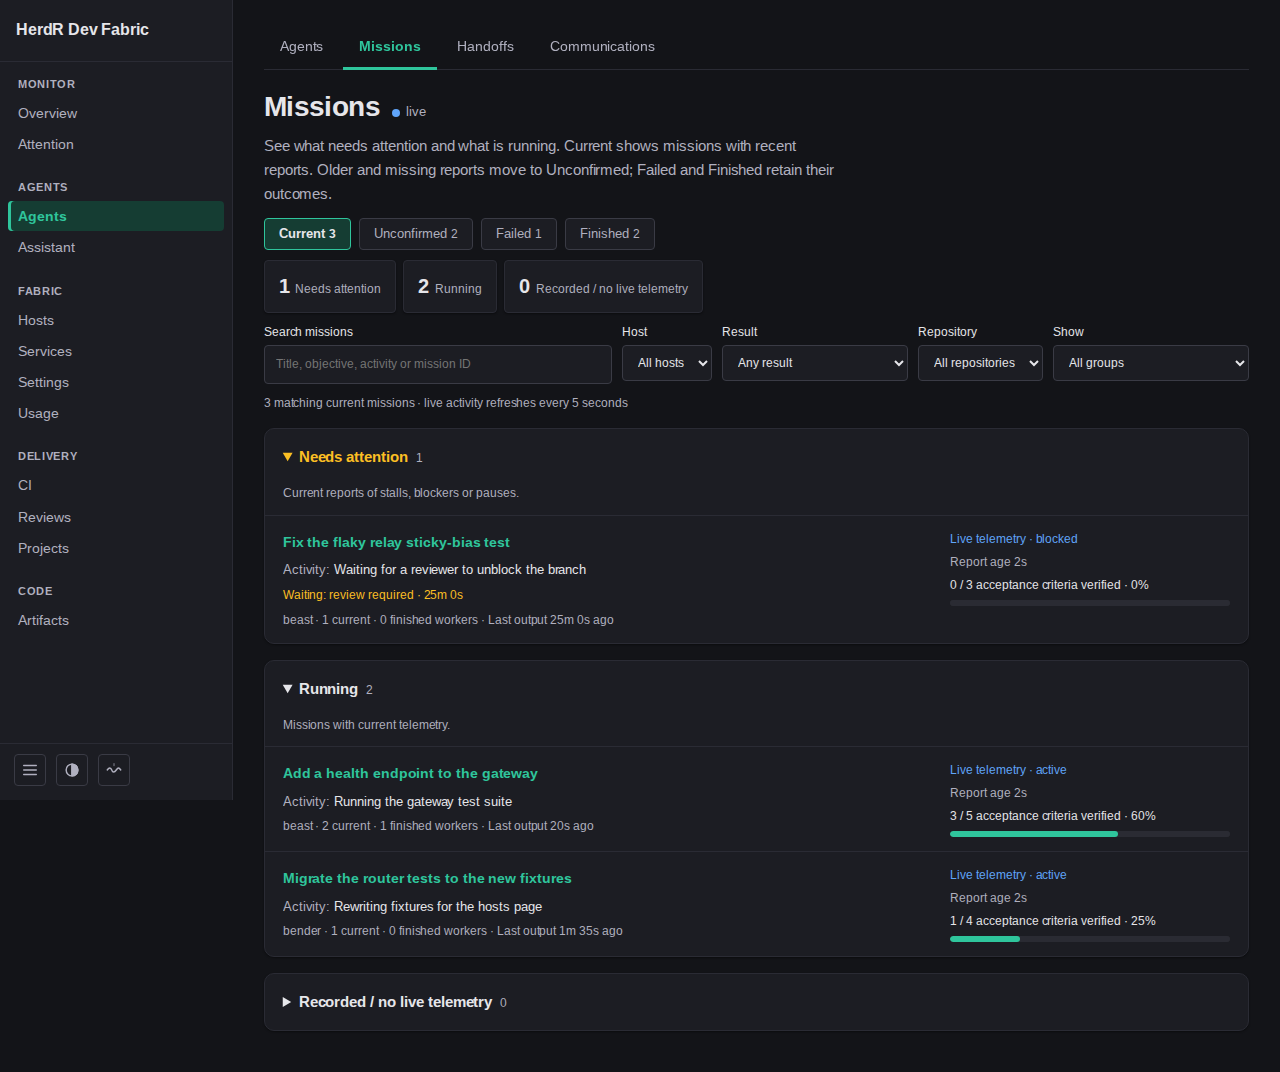 HerdR Dev Fabric
MONITOR
Overview
Attention
AGENTS
Agents
Assistant
FABRIC
Hosts
Services
Settings
Usage
DELIVERY
CI
Reviews
Projects
CODE
Artifacts
Agents Missions Handoffs Communications
Missions live
See what needs attention and what is running. Current shows missions with recent
reports. Older and missing reports move to Unconfirmed; Failed and Finished retain their
outcomes.
Current 3 Unconfirmed 2 Failed 1 Finished 2
1 Needs attention 2 Running 0 Recorded / no live telemetry
Search missions Host Result Repository Show
Title, objective, activity or mission ID All hosts Any result All repositories All groups
3 matching current missions · live activity refreshes every 5 seconds
Needs attention 1
Current reports of stalls, blockers or pauses.
Fix the flaky relay sticky-bias test
Activity: Waiting for a reviewer to unblock the branch
Waiting: review required · 25m 0s
beast · 1 current · 0 finished workers · Last output 25m 0s ago
Live telemetry · blocked
Report age 2s
0 / 3 acceptance criteria verified · 0%
Running 2
Missions with current telemetry.
Add a health endpoint to the gateway
Activity: Running the gateway test suite
beast · 2 current · 1 finished workers · Last output 20s ago
Live telemetry · active
Report age 2s
3 / 5 acceptance criteria verified · 60%
Migrate the router tests to the new fixtures
Activity: Rewriting fixtures for the hosts page
bender · 1 current · 0 finished workers · Last output 1m 35s ago
Live telemetry · active
Report age 2s
1 / 4 acceptance criteria verified · 25%
Recorded / no live telemetry 0